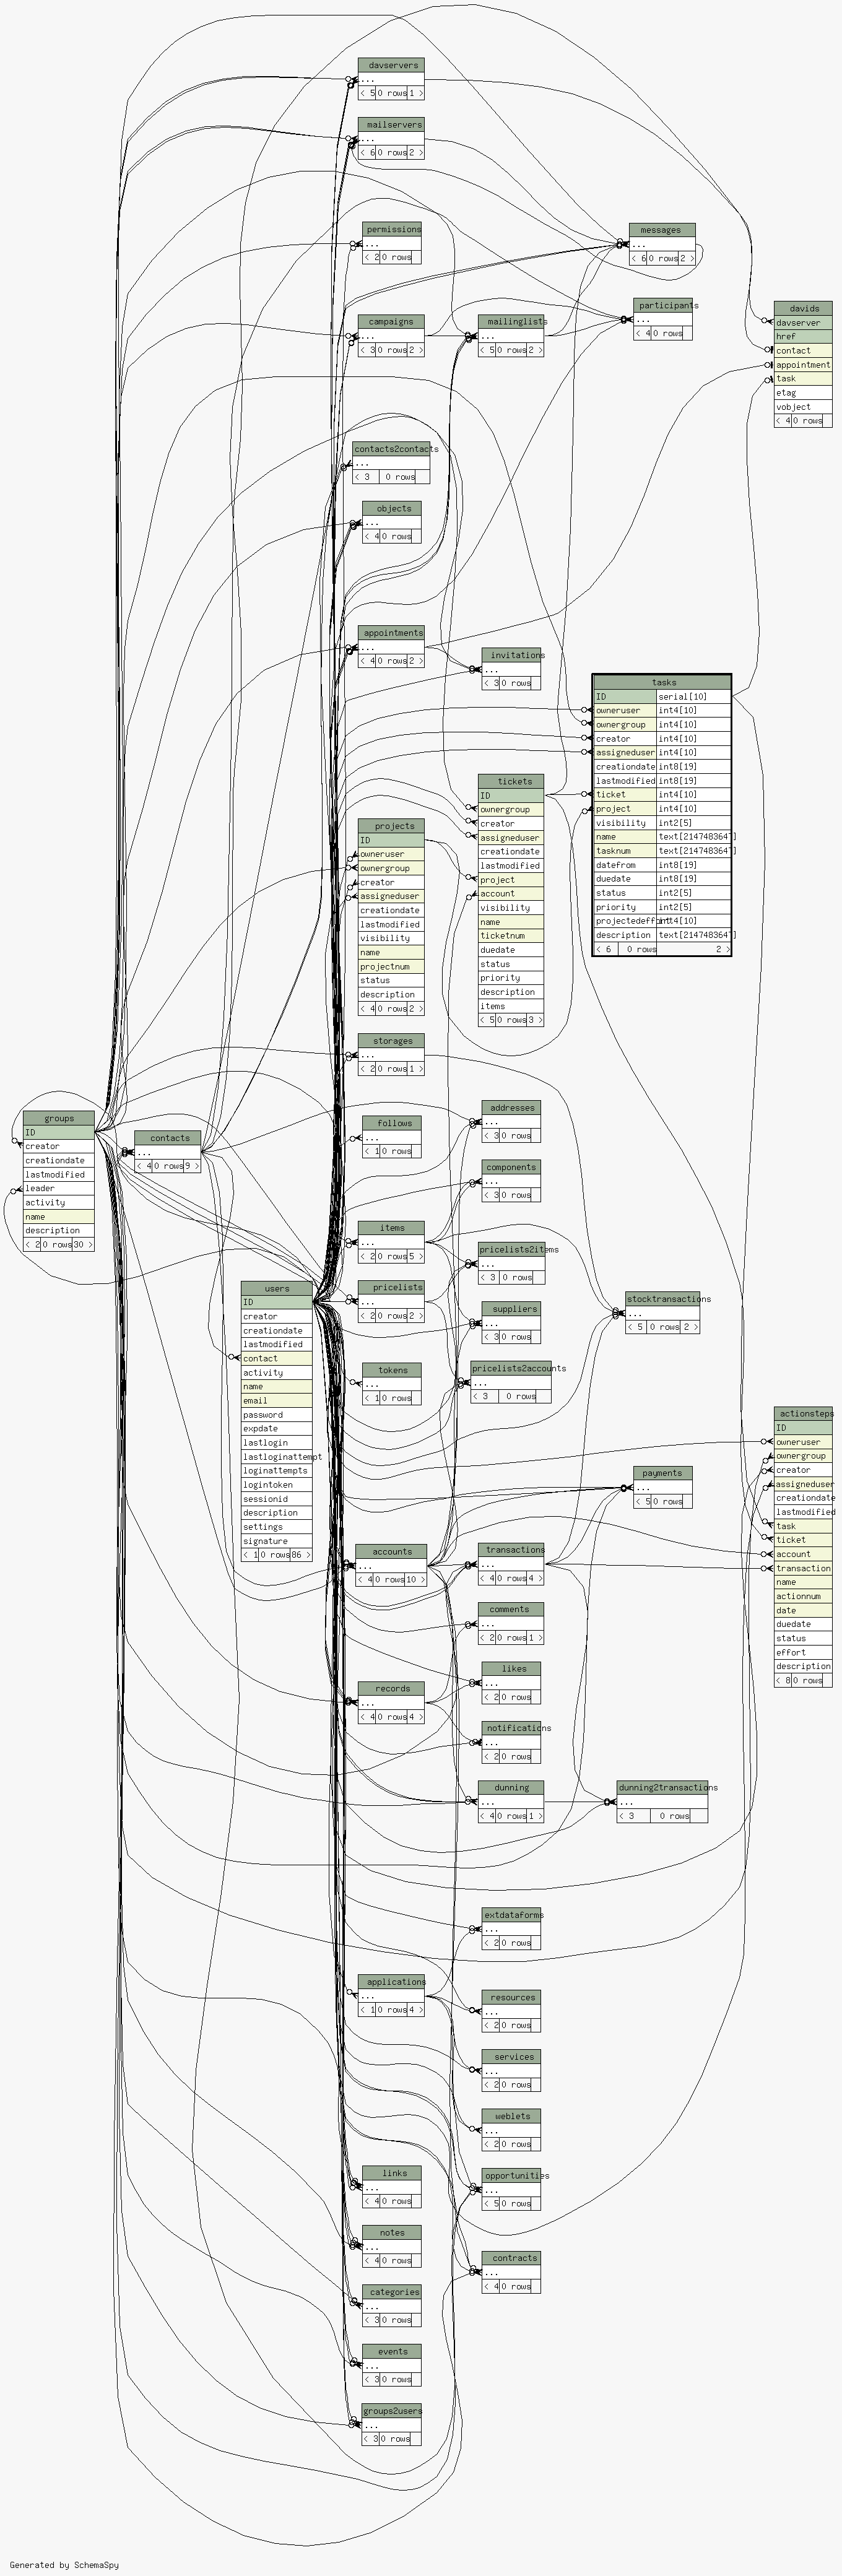 davservers
...
< 5 0 rows 1 >
mailservers
...
< 6 0 rows 2 >
permissions
...
< 2 0 rows
messages
...
< 6 0 rows 2 >
participants
...
< 4 0 rows
davids
davserver
href
contact
appointment
task
etag
vobject
< 4 0 rows
campaigns
...
< 3 0 rows 2 >
mailinglists
...
< 5 0 rows 2 >
contacts2contacts
...
< 3 0 rows
objects
...
< 4 0 rows
appointments
...
< 4 0 rows 2 >
invitations
...
< 3 0 rows
tasks
ID serial[10]
owneruser int4[10]
ownergroup int4[10]
creator int4[10]
assigneduser int4[10]
creationdate int8[19]
lastmodified int8[19]
ticket int4[10]
project int4[10]
visibility int2[5]
name text[2147483647]
tasknum text[2147483647]
datefrom int8[19]
duedate int8[19]
status int2[5]
priority int2[5]
projectedeffort int4[10]
description text[2147483647]
< 6 0 rows 2 >
tickets
ID
ownergroup
creator
assigneduser
creationdate
lastmodified
project
account
visibility
name
ticketnum
duedate
status
priority
description
items
< 5 0 rows 3 >
projects
ID
owneruser
ownergroup
creator
assigneduser
creationdate
lastmodified
visibility
name
projectnum
status
description
< 4 0 rows 2 >
storages
...
< 2 0 rows 1 >
groups
ID
creator
creationdate
lastmodified
leader
activity
name
description
< 2 0 rows 30 >
contacts
...
< 4 0 rows 9 >
follows
...
< 1 0 rows
addresses
...
< 3 0 rows
components
...
< 3 0 rows
items
...
< 2 0 rows 5 >
pricelists2items
...
< 3 0 rows
pricelists
...
< 2 0 rows 2 >
suppliers
...
< 3 0 rows
stocktransactions
...
< 5 0 rows 2 >
users
ID
creator
creationdate
lastmodified
contact
activity
name
email
password
expdate
lastlogin
lastloginattempt
loginattempts
logintoken
sessionid
description
settings
signature
< 1 0 rows 86 >
tokens
...
< 1 0 rows
pricelists2accounts
...
< 3 0 rows
actionsteps
ID
owneruser
ownergroup
creator
assigneduser
creationdate
lastmodified
task
ticket
account
transaction
name
actionnum
date
duedate
status
effort
description
< 8 0 rows
payments
...
< 5 0 rows
accounts
...
< 4 0 rows 10 >
transactions
...
< 4 0 rows 4 >
comments
...
< 2 0 rows 1 >
likes
...
< 2 0 rows
records
...
< 4 0 rows 4 >
notifications
...
< 2 0 rows
dunning
...
< 4 0 rows 1 >
dunning2transactions
...
< 3 0 rows
extdataforms
...
< 2 0 rows
applications
...
< 1 0 rows 4 >
resources
...
< 2 0 rows
services
...
< 2 0 rows
weblets
...
< 2 0 rows
links
...
< 4 0 rows
opportunities
...
< 5 0 rows
notes
...
< 4 0 rows
contracts
...
< 4 0 rows
categories
...
< 3 0 rows
events
...
< 3 0 rows
groups2users
...
< 3 0 rows
Generated by SchemaSpy